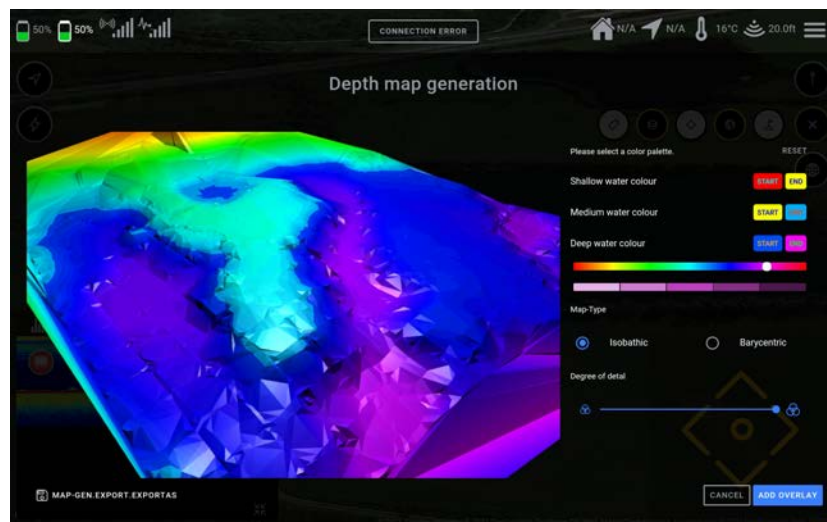 50% 50% CONNECTION ERROR N/A N/A 16°C 20.0ft
Depth map generation
Please select a color palette. RESET
Shallow water colour START END
Medium water colour START
Deep water colour START END
Map-Type
Isobathic Barycentric
Degree of detal
MAP-GEN.EXPORT.EXPORTAS
CANCEL ADD OVERLAY